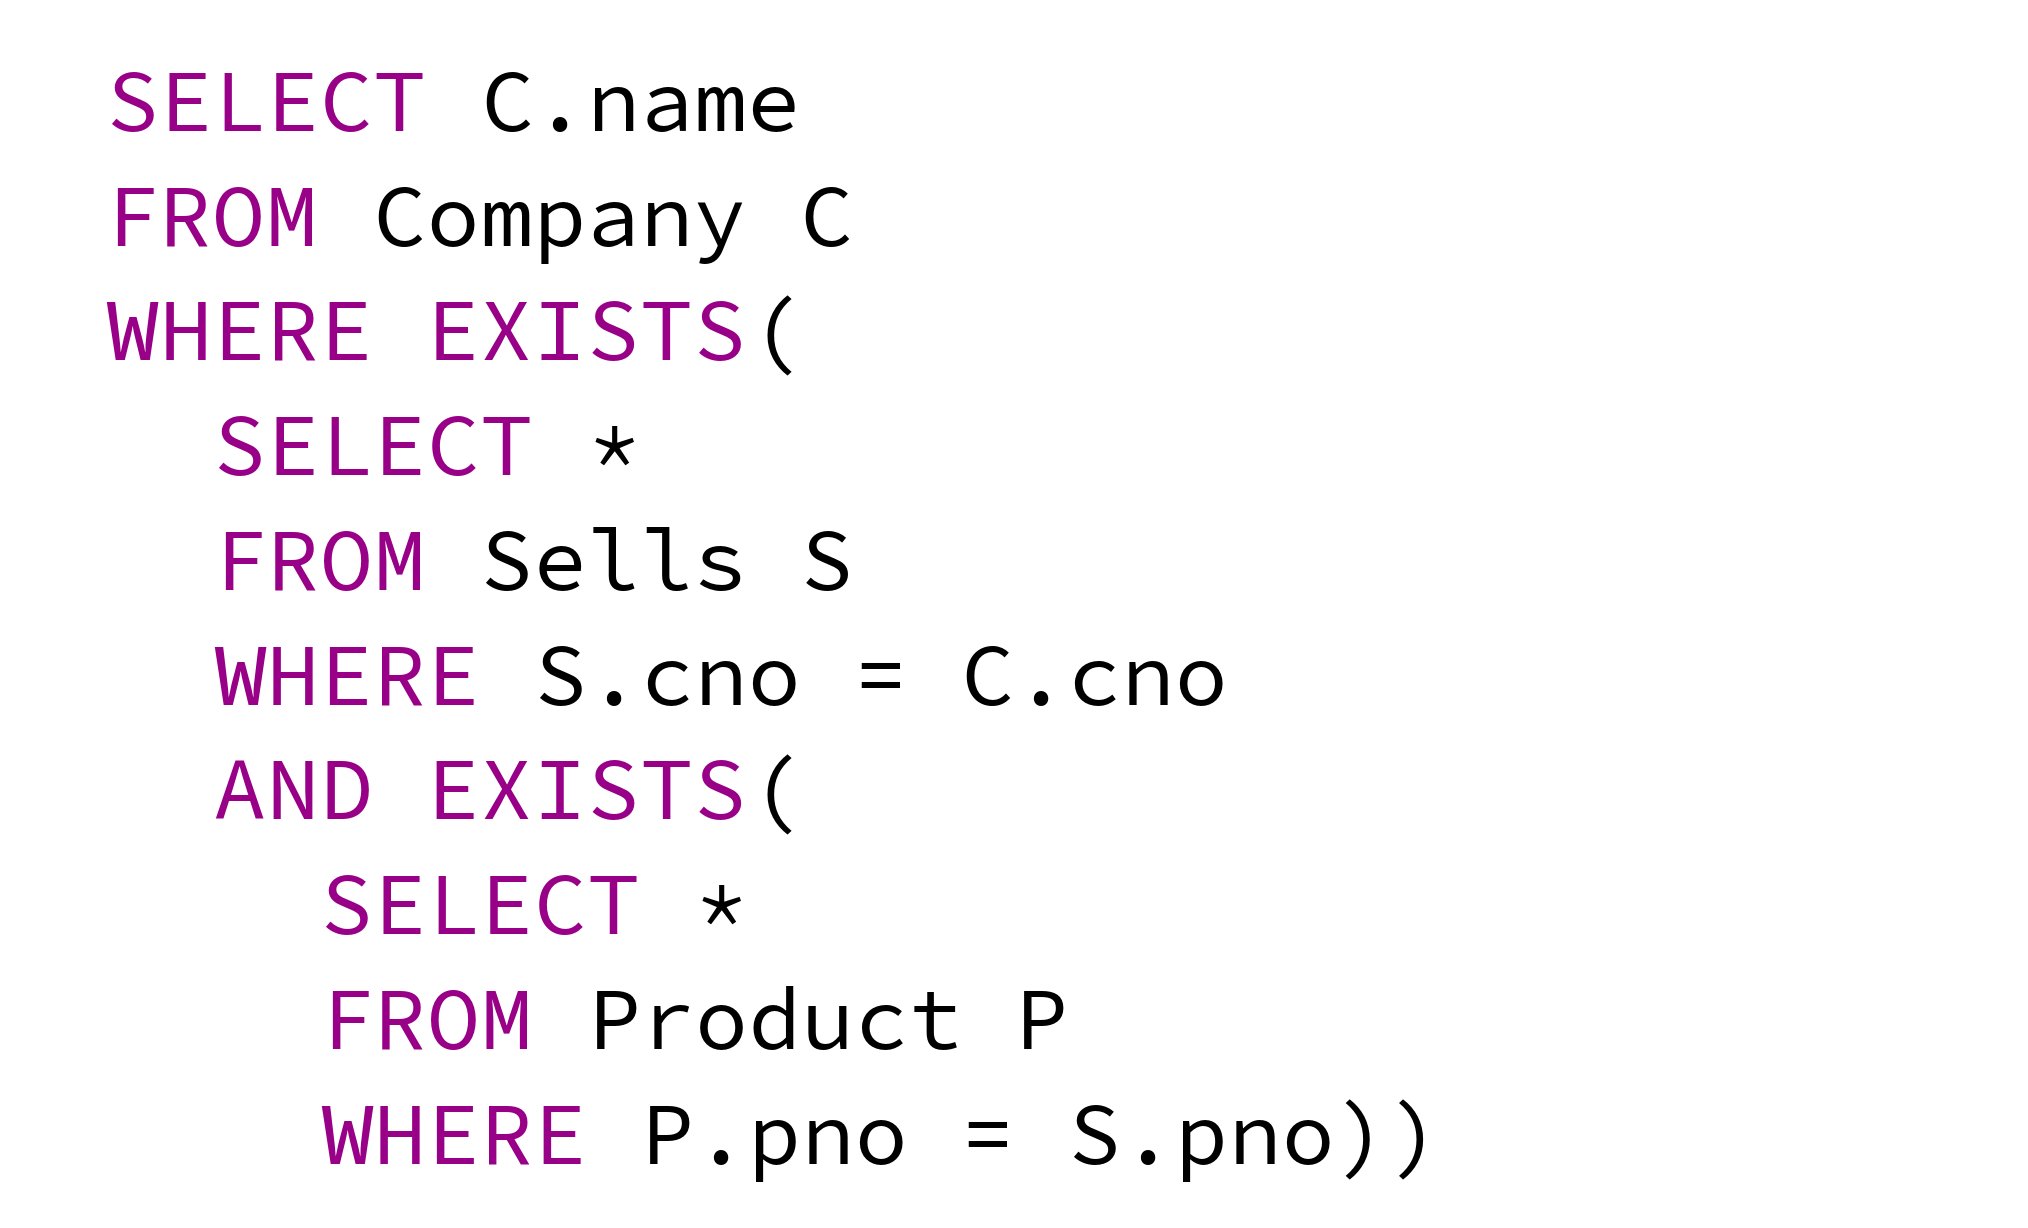 SELECT C.name
FROM Company C
WHERE EXISTS(
SELECT *
FROM Sells S
WHERE S.cno = C.cno
AND EXISTS(
SELECT *
FROM Product P
WHERE P.pno = S.pno))